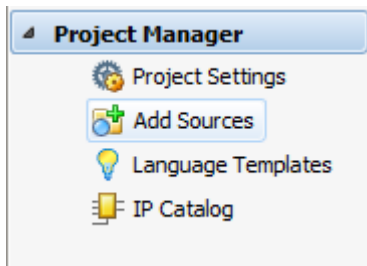 Project Manager
Project Settings
Add Sources
Language Templates
IP Catalog